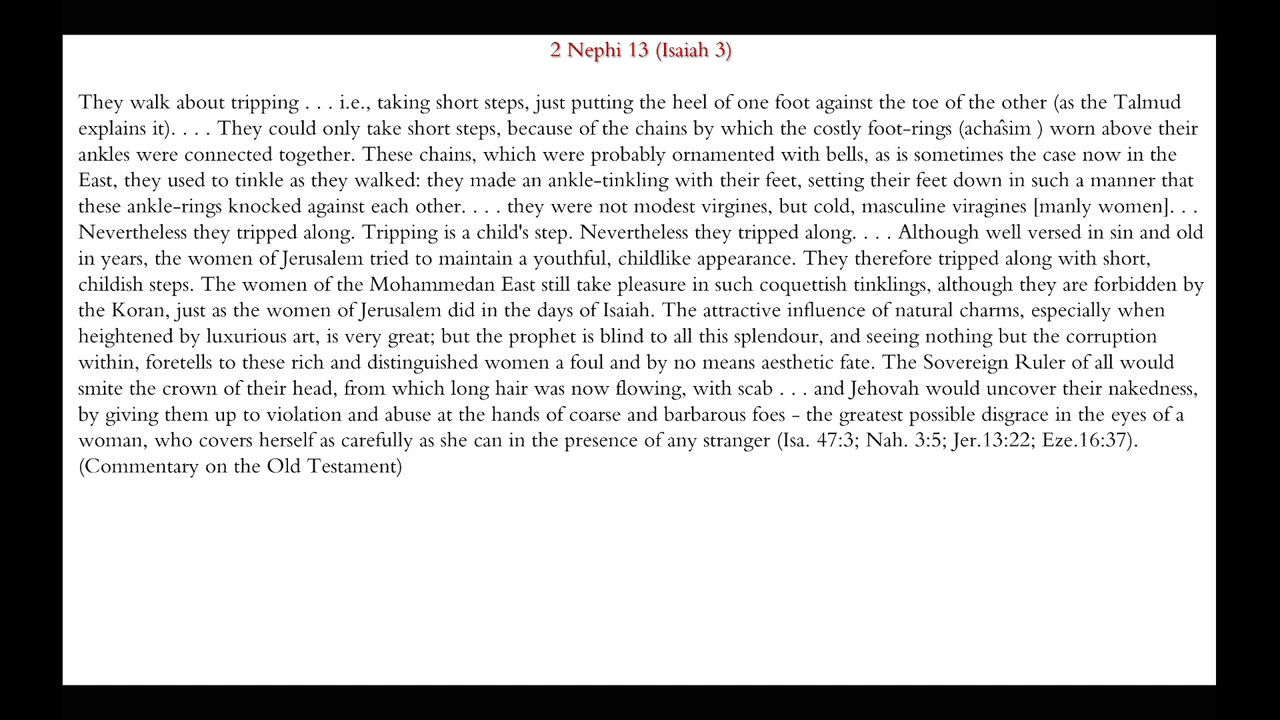 2 Nephi 13 (Isaiah 3)
They walk about tripping . . . i.e., taking short steps, just putting the heel of one foot against the toe of the other (as the Talmud
explains it). . . . They could only take short steps, because of the chains by which the costly foot-rings (achâsim ) worn above their
ankles were connected together. These chains, which were probably ornamented with bells, as is sometimes the case now in the
East, they used to tinkle as they walked: they made an ankle-tinkling with their feet, setting their feet down in such a manner that
these ankle-rings knocked against each other. . . . they were not modest virgines, but cold, masculine viragines [manly women]. . .
Nevertheless they tripped along. Tripping is a child's step. Nevertheless they tripped along. . . . Although well versed in sin and old
in years, the women of Jerusalem tried to maintain a youthful, childlike appearance. They therefore tripped along with short,
childish steps. The women of the Mohammedan East still take pleasure in such coquettish tinklings, although they are forbidden by
the Koran, just as the women of Jerusalem did in the days of Isaiah. The attractive influence of natural charms, especially when
heightened by luxurious art, is very great; but the prophet is blind to all this splendour, and seeing nothing but the corruption
within, foretells to these rich and distinguished women a foul and by no means aesthetic fate. The Sovereign Ruler of all would
smite the crown of their head, from which long hair was now flowing, with scab . . . and Jehovah would uncover their nakedness,
by giving them up to violation and abuse at the hands of coarse and barbarous foes - the greatest possible disgrace in the eyes of a
woman, who covers herself as carefully as she can in the presence of any stranger (Isa. 47:3; Nah. 3:5; Jer.13:22; Eze.16:37).
(Commentary on the Old Testament)